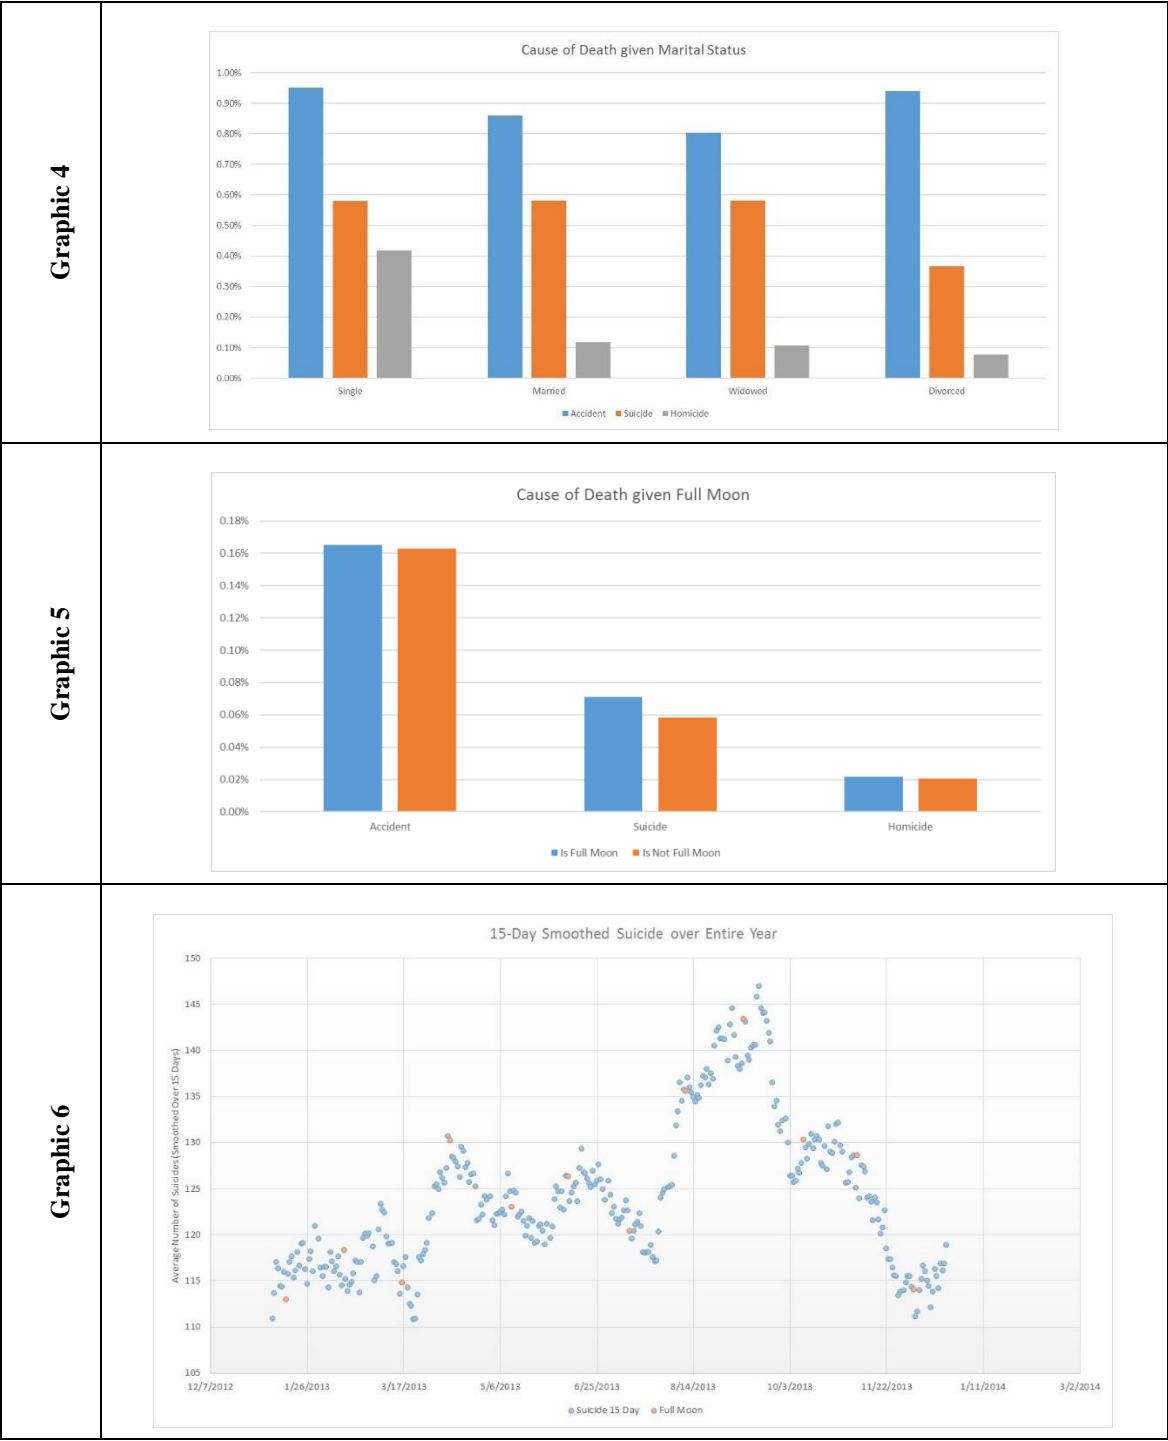 Graphic 4
Cause of Death given Marital Status
1.00%
0.90%
0.80%
0.70%
0.60%
0.50%
0.40%
0.30%
0.20%
0.10%
0.00%
Single Married Widowed Divorced
Accident Suicide Homicide
Graphic 5
Cause of Death given Full Moon
0.18%
0.16%
0.14%
0.12%
0.10%
0.08%
0.06%
0.04%
0.02%
0.00%
Accident Suicide Homicide
Is Full Moon Is Not Full Moon
Graphic 6
15-Day Smoothed Suicide over Entire Year
Average Number of Suicides (Smoothed Over 15 Days)
150
145
140
135
130
125
120
115
110
105
12/7/2012 1/26/2013 3/17/2013 5/6/2013 6/25/2013 8/14/2013 10/3/2013 11/22/2013 1/11/2014 3/2/2014
Suicide 15 Day Full Moon